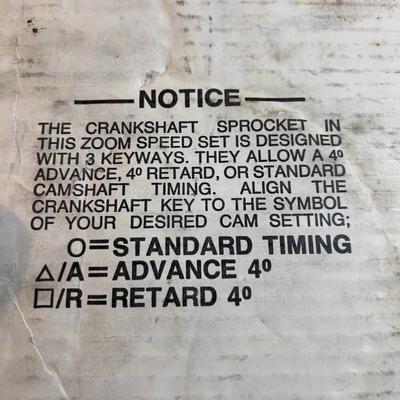 NOTICE
THE CRANKSHAFT SPROCKET IN
THIS ZOOM SPEED SET IS DESIGNED
WITH 3 KEYWAYS. THEY ALLOW A 4º
ADVANCE, 4º RETARD, OR STANDARD
CAMSHAFT TIMING. ALIGN THE
CRANKSHAFT KEY TO THE SYMBOL
OF YOUR DESIRED CAM SETTING;
O=STANDARD TIMING
△/A=ADVANCE 4º
□/R=RETARD 4º